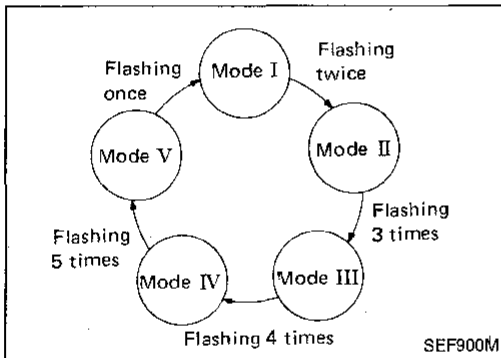 Mode I
Flashing
twice
Mode II
Flashing
3 times
Mode III
Flashing 4 times
Mode IV
Flashing
5 times
Mode V
Flashing
once
SEF900M